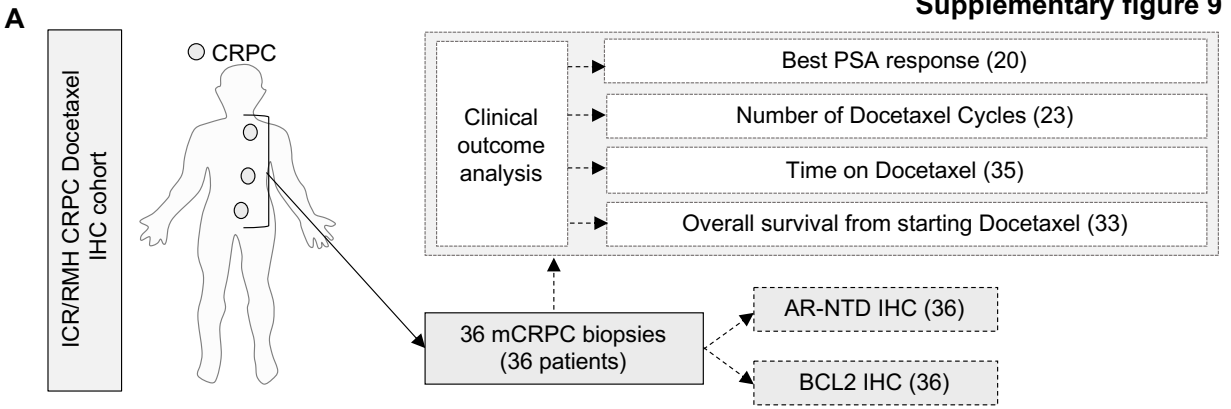 Supplementary figure 9
A
ICR/RMH CRPC Docetaxel
IHC cohort
CRPC
Clinical
outcome
analysis
Best PSA response (20)
Number of Docetaxel Cycles (23)
Time on Docetaxel (35)
Overall survival from starting Docetaxel (33)
36 mCRPC biopsies
(36 patients)
AR-NTD IHC (36)
BCL2 IHC (36)